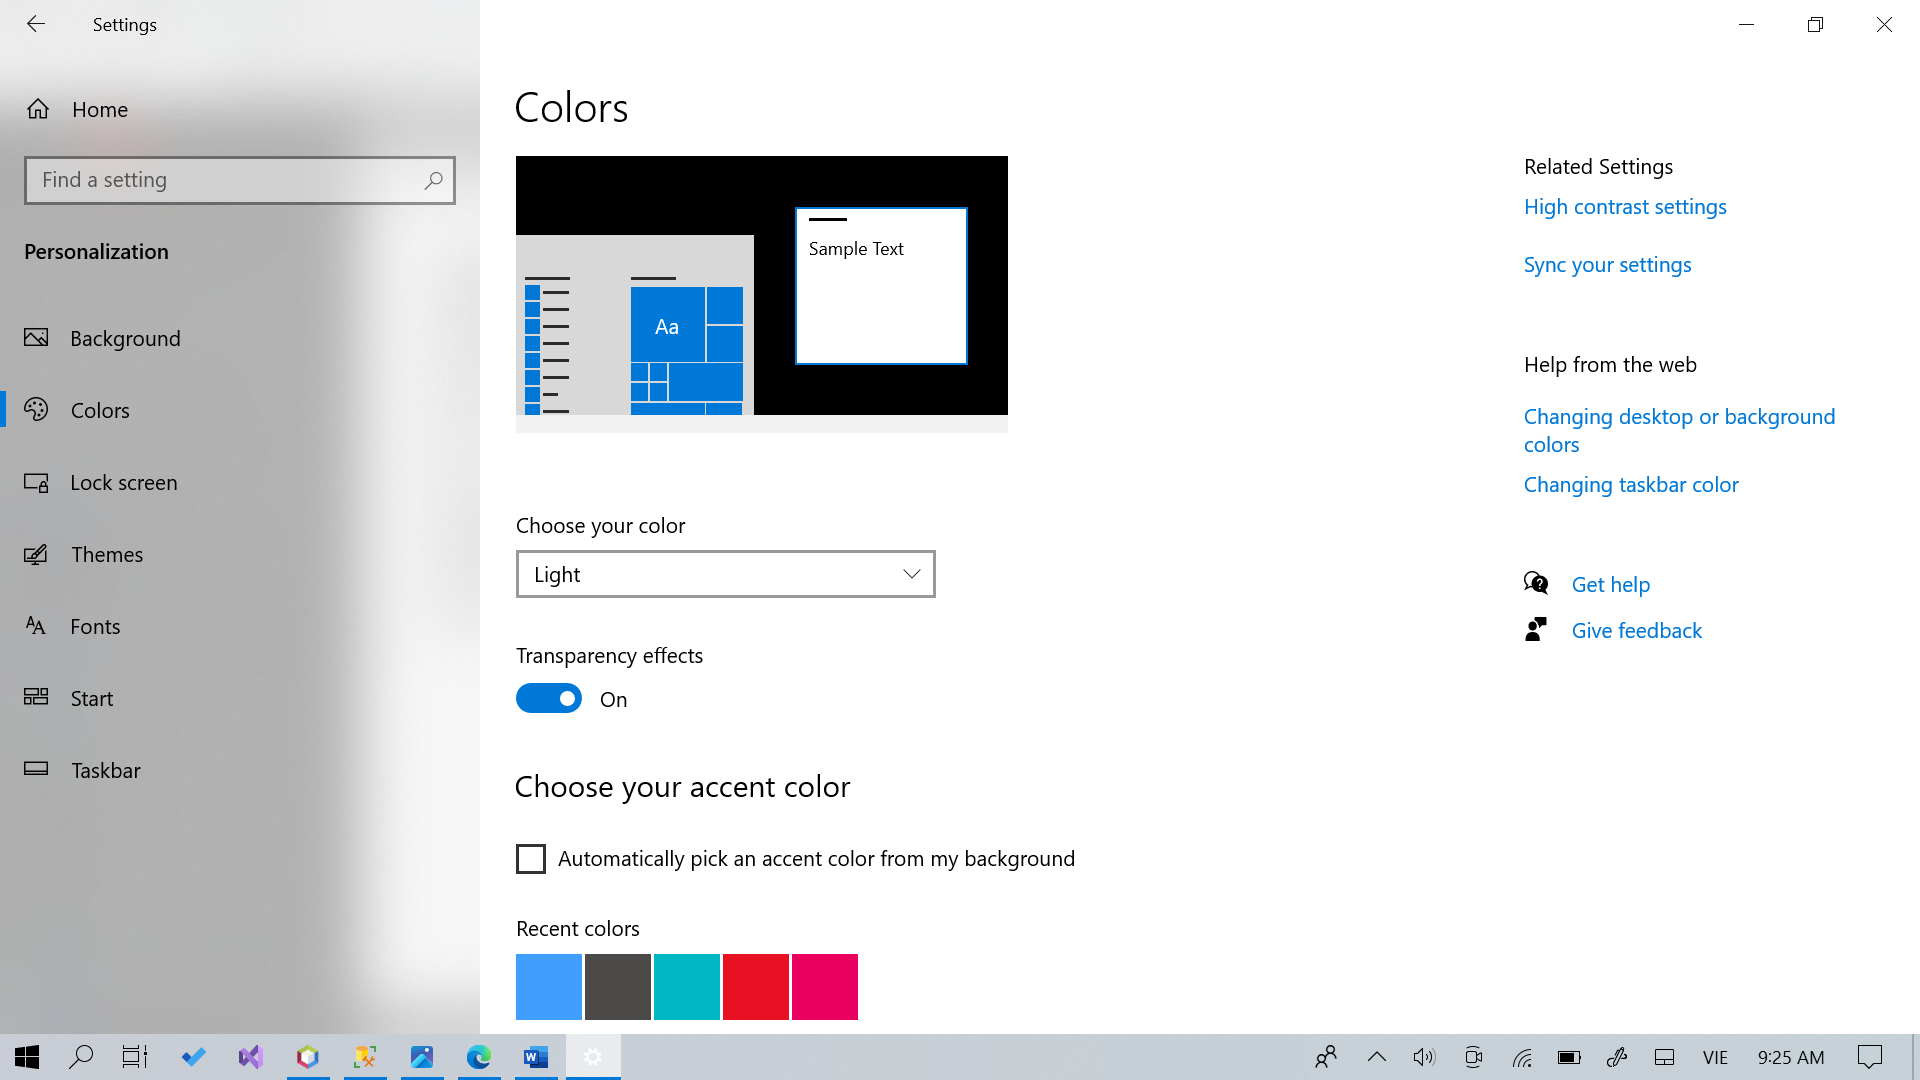 Settings
Home
Find a setting
Personalization
Background
Colors
Lock screen
Themes
Fonts
Start
Taskbar
Colors
Sample Text
Aa
Choose your color
Light
Transparency effects
On
Choose your accent color
Automatically pick an accent color from my background
Recent colors
Related Settings
High contrast settings
Sync your settings
Help from the web
Changing desktop or background
colors
Changing taskbar color
Get help
Give feedback
VIE
9:25 AM